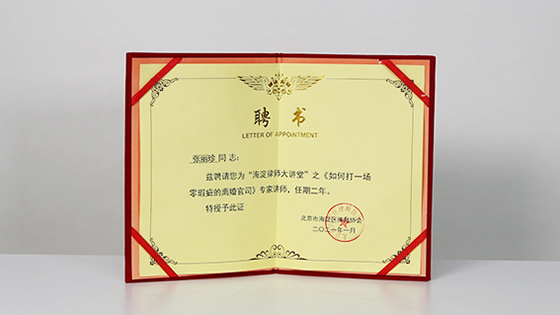 聘书
LETTER OF APPOINTMENT
张丽珍 同志：
兹聘请您为“海淀律师大讲堂”之《如何打一场
零瑕疵的离婚官司》专家讲师，任期二年。
特授予此证
北京市海淀区律师协会
二〇二一年一月